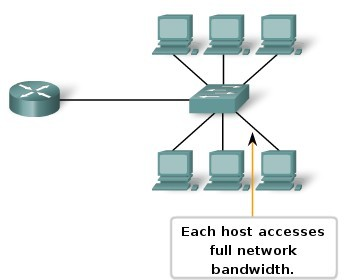 Each host accesses
full network
bandwidth.